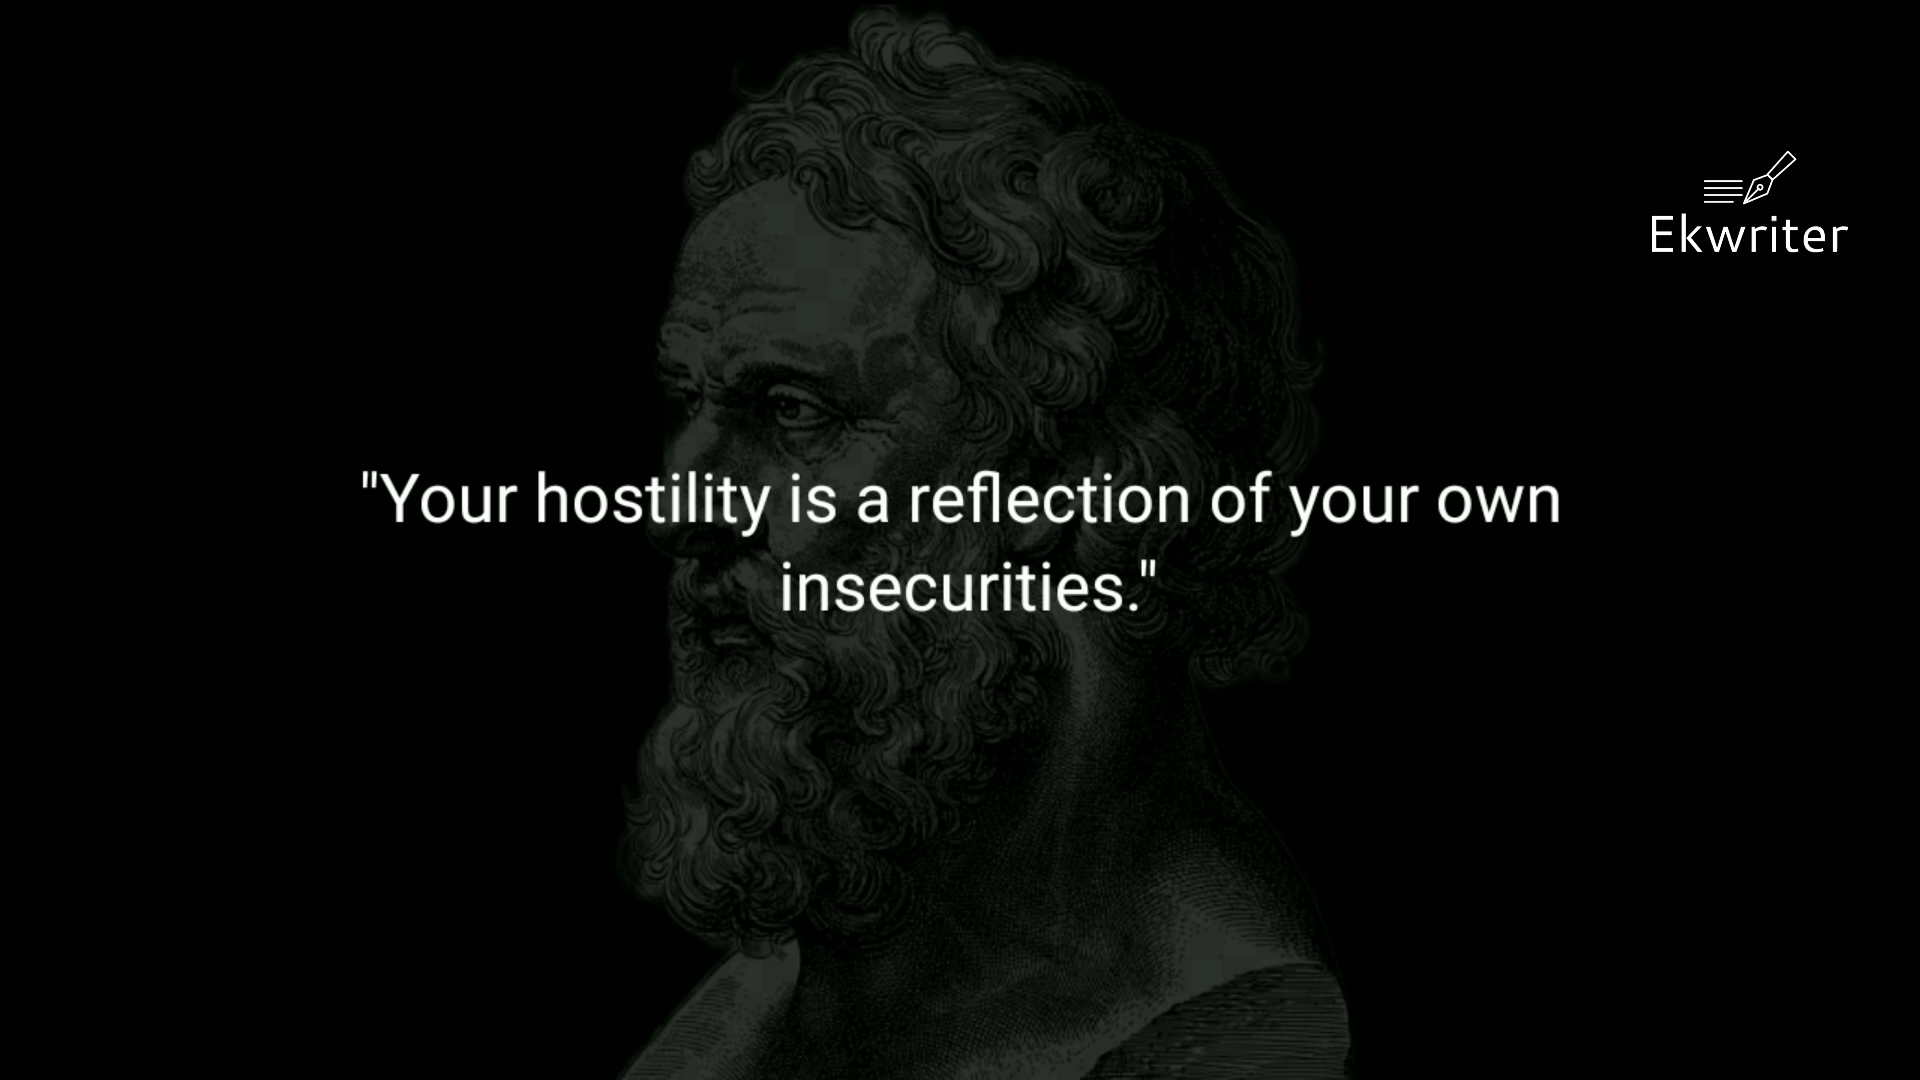 Ekwriter
"Your hostility is a reflection of your own
insecurities."